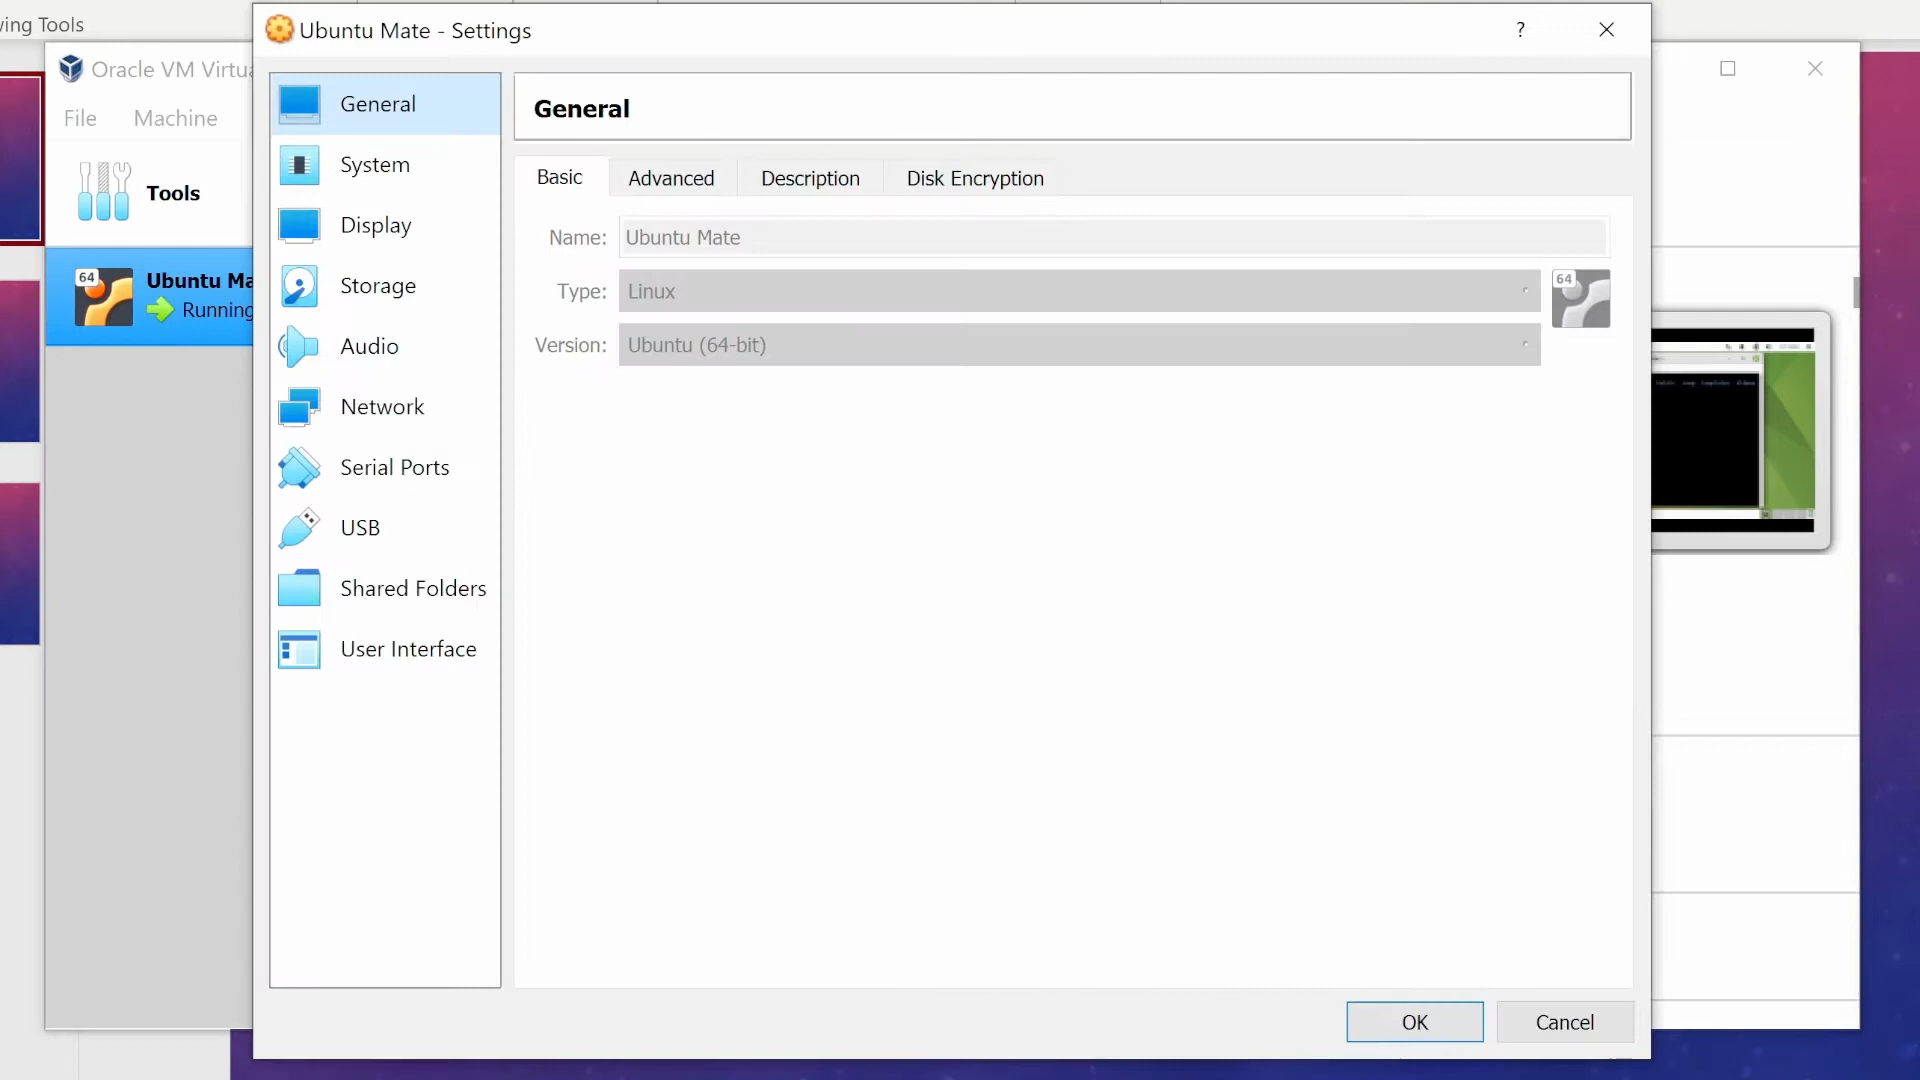 ving Tools
Ubuntu Mate - Settings
?
Oracle VM Virtua
File Machine
Tools
64
Ubuntu Ma
Running
General
System
Display
Storage
Audio
Network
Serial Ports
USB
Shared Folders
User Interface
General
Basic Advanced Description Disk Encryption
Name: Ubuntu Mate
Type: Linux
64
Version: Ubuntu (64-bit)
OK Cancel